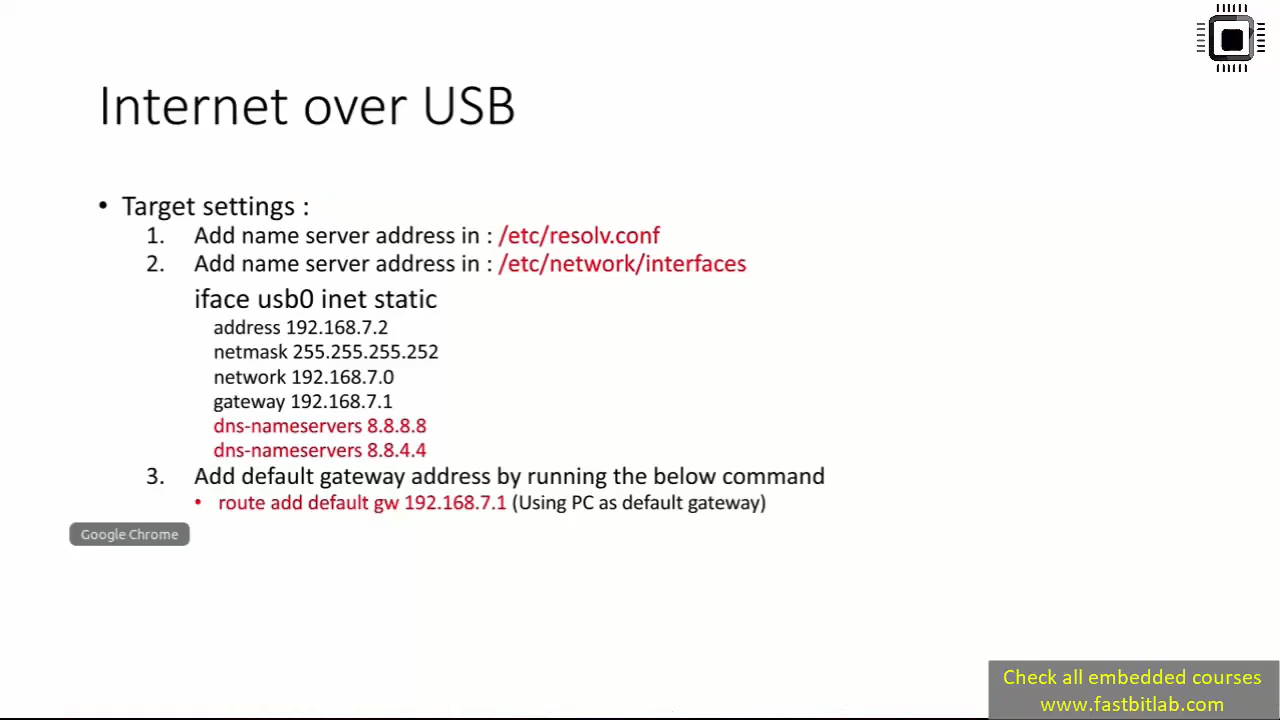 Internet over USB
• Target settings :
1. Add name server address in : /etc/resolv.conf
2. Add name server address in : /etc/network/interfaces
iface usb0 inet static
address 192.168.7.2
netmask 255.255.255.252
network 192.168.7.0
gateway 192.168.7.1
dns-nameservers 8.8.8.8
dns-nameservers 8.8.4.4
3. Add default gateway address by running the below command
• route add default gw 192.168.7.1 (Using PC as default gateway)
Google Chrome
Check all embedded courses
www.fastbitlab.com